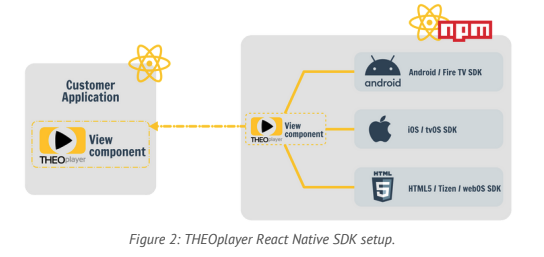 Customer
Application
THEOplayer
View
component
npm
THEOplayer
View
component
android
Android / Fire TV SDK
iOS / tvOS SDK
HTML
5
HTML5 / Tizen / webOS SDK
Figure 2: THEOplayer React Native SDK setup.